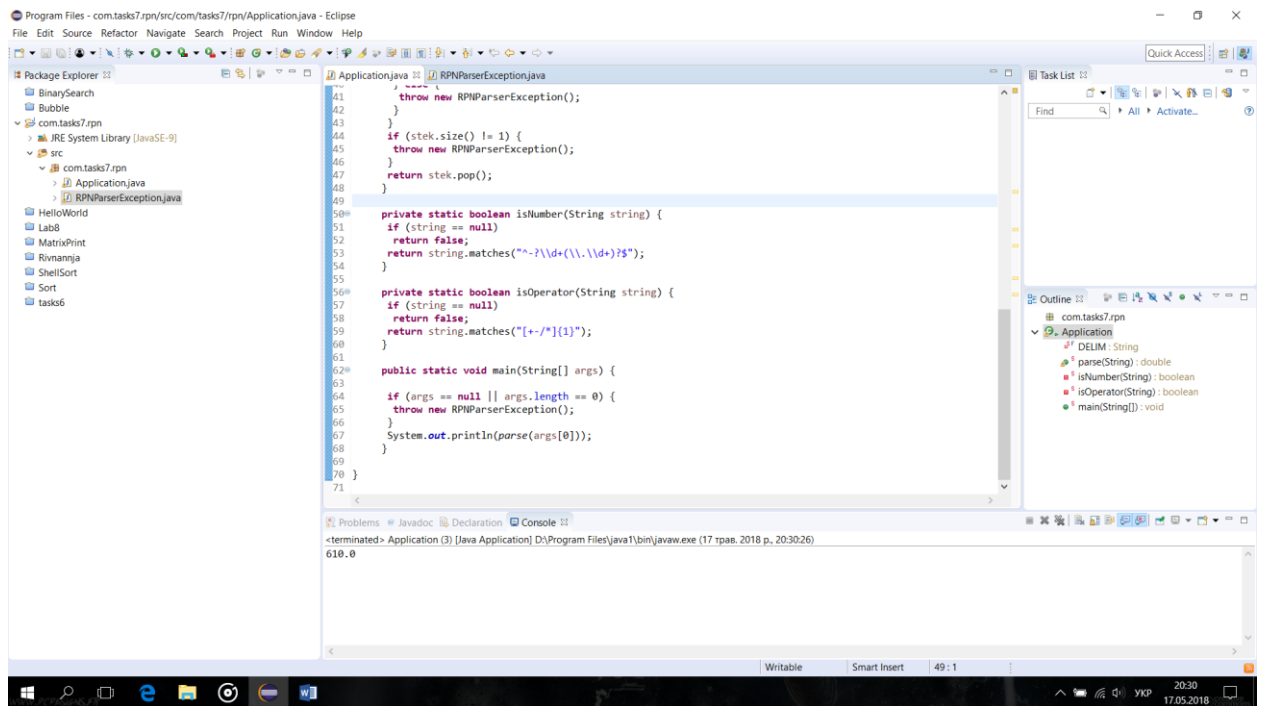 Program Files - com.tasks7.rpn/src/com/tasks7/rpn/Application.java - Eclipse
File Edit Source Refactor Navigate Search Project Run Window Help
Quick Access
Package Explorer
BinarySearch
Bubble
com.tasks7.rpn
JRE System Library [JavaSE-9]
src
com.tasks7.rpn
Application.java
RPNParserException.java
HelloWorld
Lab8
MatrixPrint
Rivnannja
ShellSort
Sort
tasks6
Application.java RPNParserException.java
40 } else {
41 throw new RPNParserException();
42 }
43 }
44 if (stek.size() != 1) {
45 throw new RPNParserException();
46 }
47 return stek.pop();
48 }
49
50 private static boolean isNumber(String string) {
51 if (string == null)
52 return false;
53 return string.matches("^-?\\d+(\\.\\d+)?$");
54 }
55
56 private static boolean isOperator(String string) {
57 if (string == null)
58 return false;
59 return string.matches("[+-/*]{1}");
60 }
61
62 public static void main(String[] args) {
63
64 if (args == null || args.length == 0) {
65 throw new RPNParserException();
66 }
67 System.out.println(parse(args[0]));
68 }
69
70 }
71
Task List
Find All Activate...
Outline
com.tasks7.rpn
Application
DELIM : String
parse(String) : double
isNumber(String) : boolean
isOperator(String) : boolean
main(String[]) : void
Problems Javadoc Declaration Console
<terminated> Application (3) [Java Application] D:\Program Files\java1\bin\javaw.exe (17 трав. 2018 р., 20:30:26)
610.0
Writable Smart Insert 49 : 1
УКР
20:30
17.05.2018